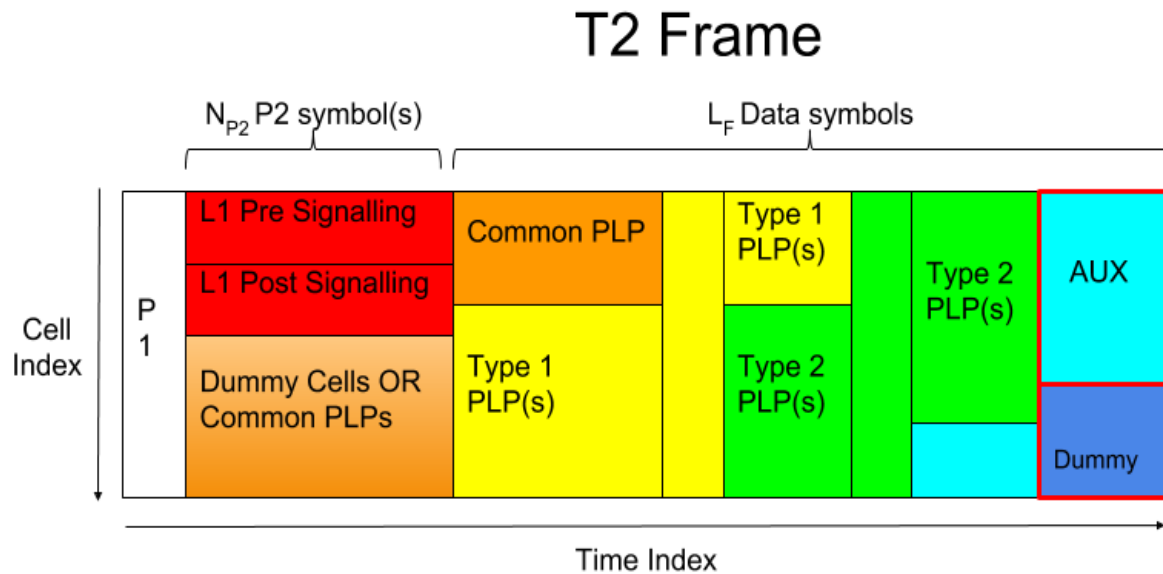 T2 Frame
N_P2 P2 symbol(s)
L_F Data symbols
L1 Pre Signalling
L1 Post Signalling
Dummy Cells OR
Common PLPs
P
1
Cell
Index
Common PLP
Type 1
PLP(s)
Type 1
PLP(s)
Type 2
PLP(s)
Type 2
PLP(s)
AUX
Dummy
Time Index